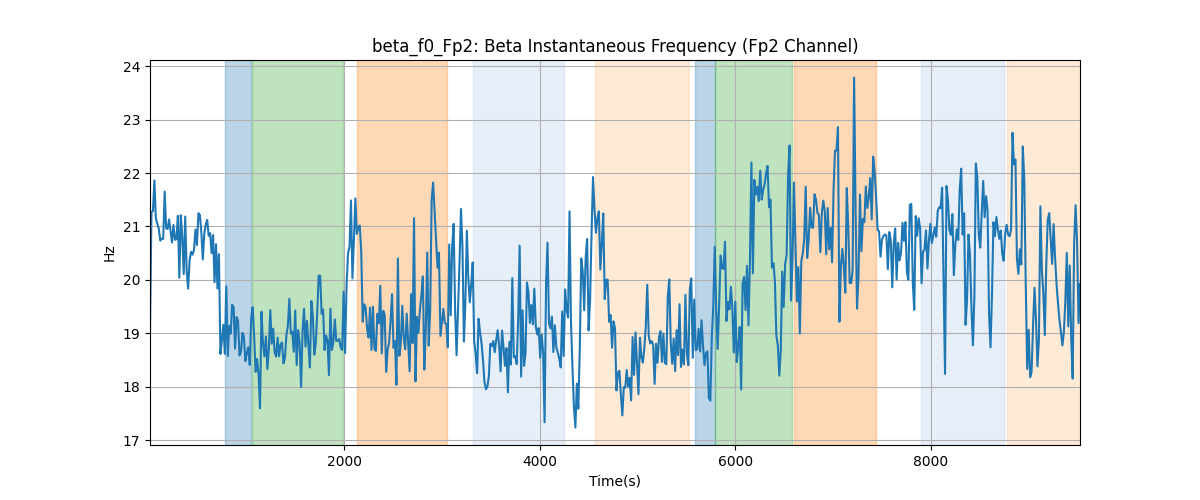 beta_f0_Fp2: Beta Instantaneous Frequency (Fp2 Channel)
24
23
22
21
20
19
18
17
Hz
2000 4000 6000 8000
Time(s)